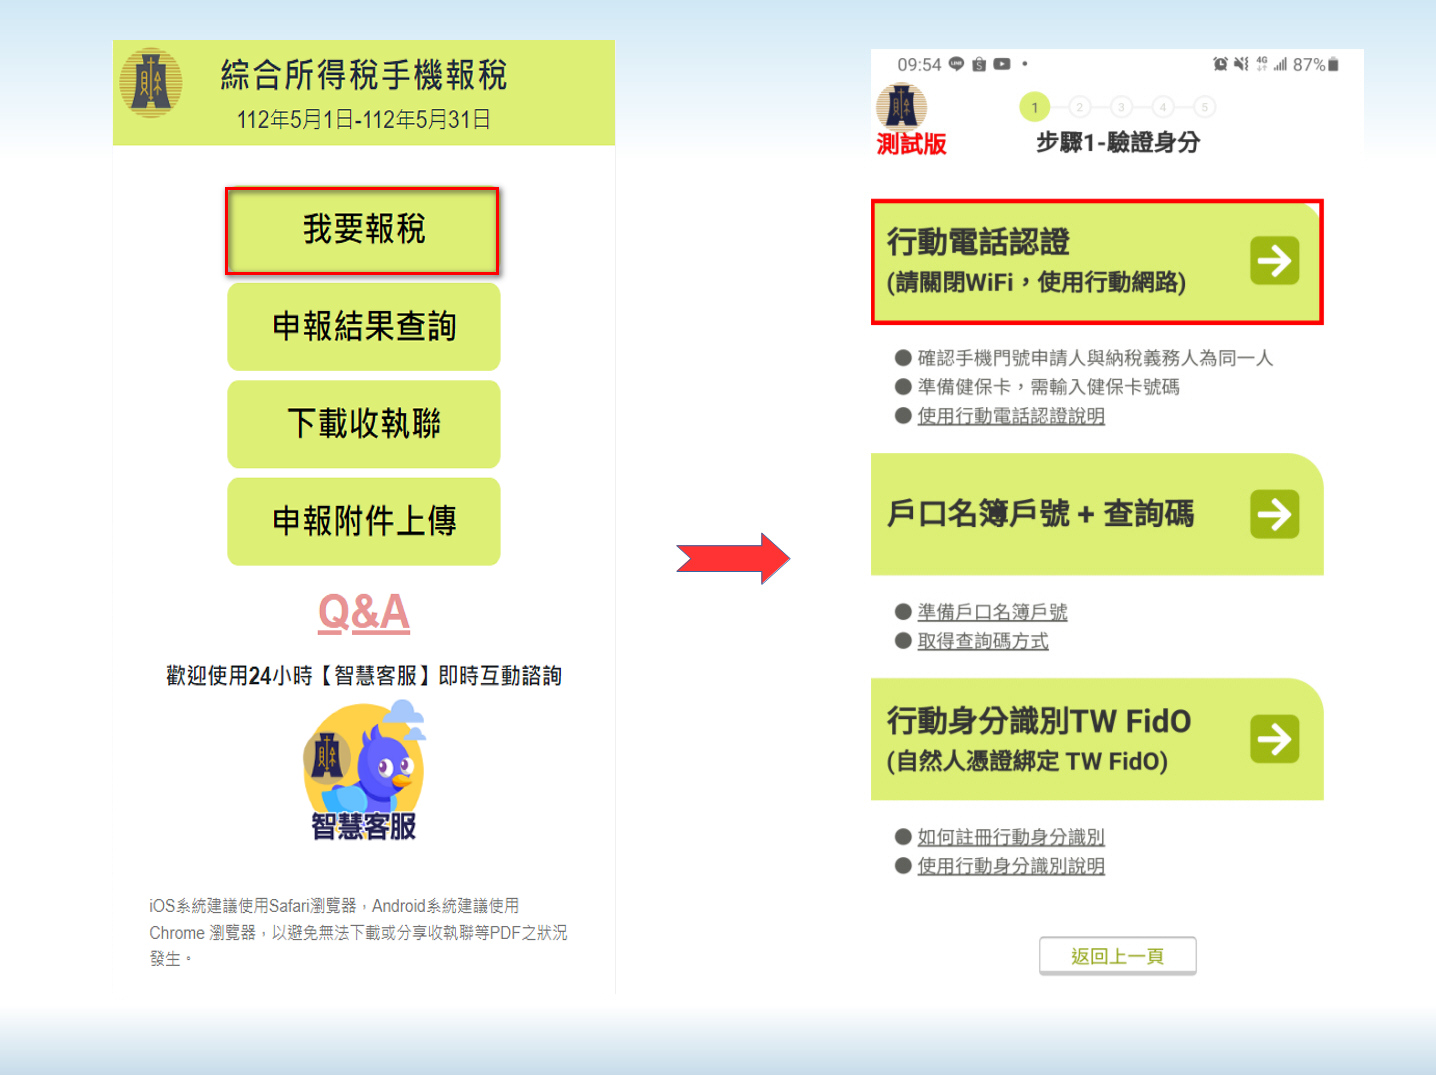 綜合所得稅手機報稅
112年5月1日-112年5月31日
我要報稅
申報結果查詢
下載收執聯
申報附件上傳
Q&A
歡迎使用24小時【智慧客服】即時互動諮詢
智慧客服
iOS系統建議使用Safari瀏覽器，Android系統建議使用
Chrome 瀏覽器，以避免無法下載或分享收執聯等PDF之狀況
發生。
09:54
4G
87%
測試版
1 2 3 4 5
步驟1-驗證身分
行動電話認證
(請關閉WiFi，使用行動網路)
● 確認手機門號申請人與納稅義務人為同一人
● 準備健保卡，需輸入健保卡號碼
● 使用行動電話認證說明
戶口名簿戶號 + 查詢碼
● 準備戶口名簿戶號
● 取得查詢碼方式
行動身分識別TW FidO
(自然人憑證綁定 TW FidO)
● 如何註冊行動身分識別
● 使用行動身分識別說明
返回上一頁